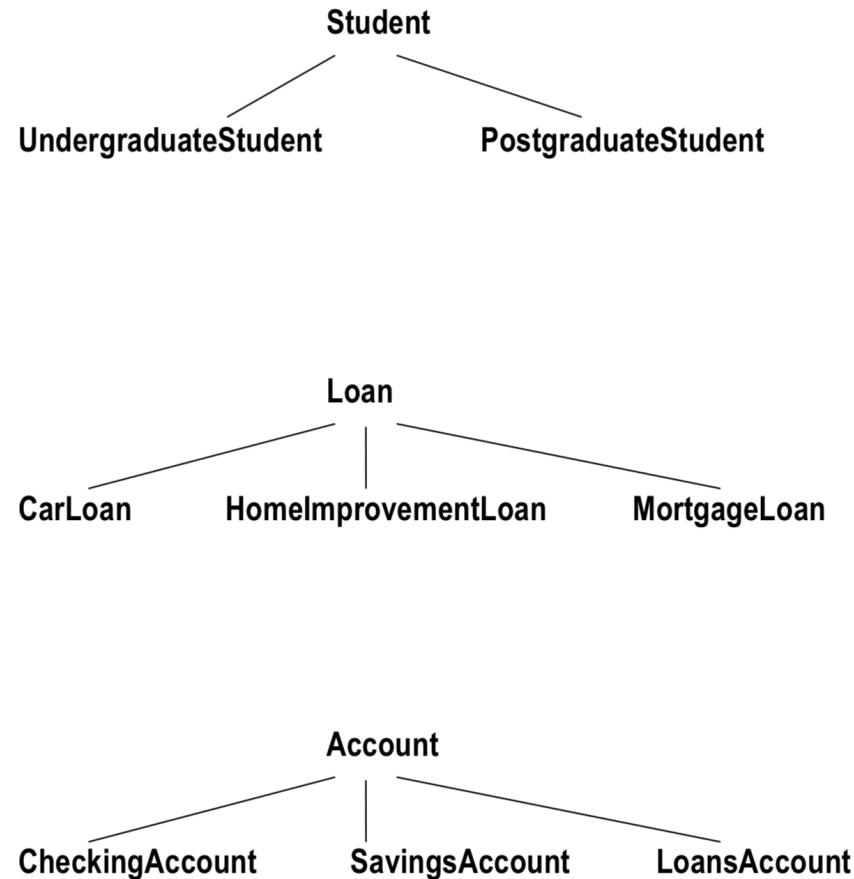 Student
UndergraduateStudent PostgraduateStudent
Loan
CarLoan HomeImprovementLoan MortgageLoan
Account
CheckingAccount SavingsAccount LoansAccount